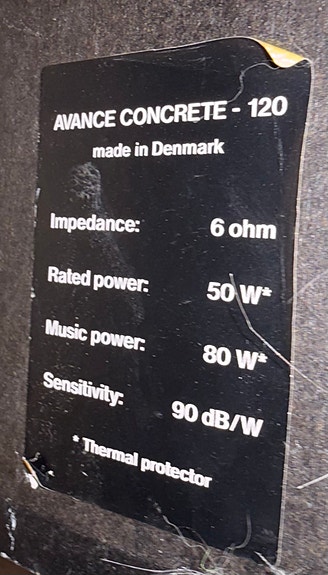 AVANCE CONCRETE - 120
made in Denmark
Impedance: 6 ohm
Rated power: 50 W*
Music power: 80 W*
Sensitivity: 90 dB/W
* Thermal protector